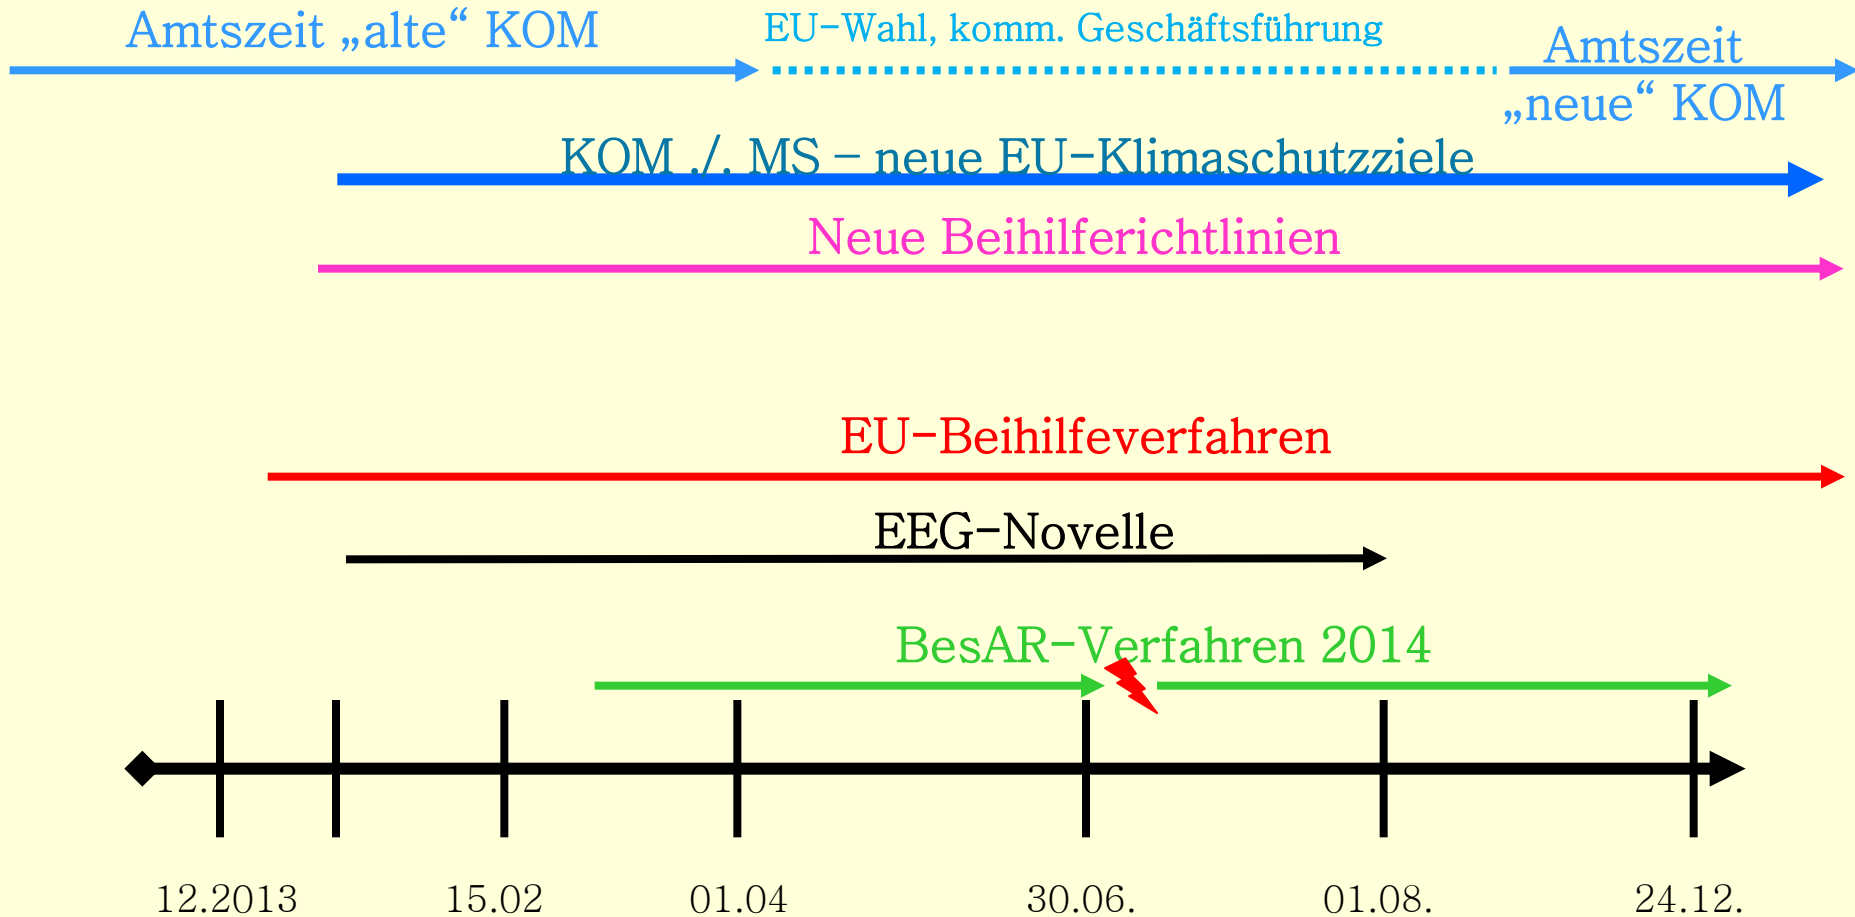 Amtszeit „alte“ KOM
EU-Wahl, komm. Geschäftsführung
Amtszeit
„neue“ KOM
KOM ./. MS – neue EU-Klimaschutzziele
Neue Beihilferichtlinien
EU-Beihilfeverfahren
EEG-Novelle
BesAR-Verfahren 2014
12.2013 15.02 01.04 30.06. 01.08. 24.12.